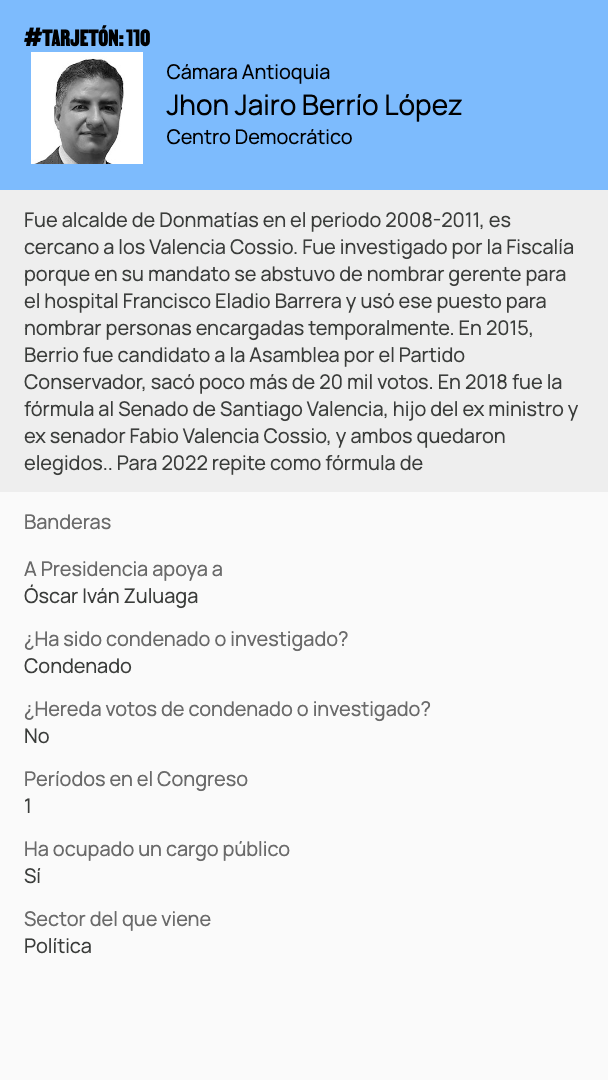 #TARJETÓN: 110
Cámara Antioquia
Jhon Jairo Berrío López
Centro Democrático
Fue alcalde de Donmatías en el periodo 2008-2011, es
cercano a los Valencia Cossio. Fue investigado por la Fiscalía
porque en su mandato se abstuvo de nombrar gerente para
el hospital Francisco Eladio Barrera y usó ese puesto para
nombrar personas encargadas temporalmente. En 2015,
Berrio fue candidato a la Asamblea por el Partido
Conservador, sacó poco más de 20 mil votos. En 2018 fue la
fórmula al Senado de Santiago Valencia, hijo del ex ministro y
ex senador Fabio Valencia Cossio, y ambos quedaron
elegidos.. Para 2022 repite como fórmula de
Banderas
A Presidencia apoya a
Óscar Iván Zuluaga
¿Ha sido condenado o investigado?
Condenado
¿Hereda votos de condenado o investigado?
No
Períodos en el Congreso
1
Ha ocupado un cargo público
Sí
Sector del que viene
Política